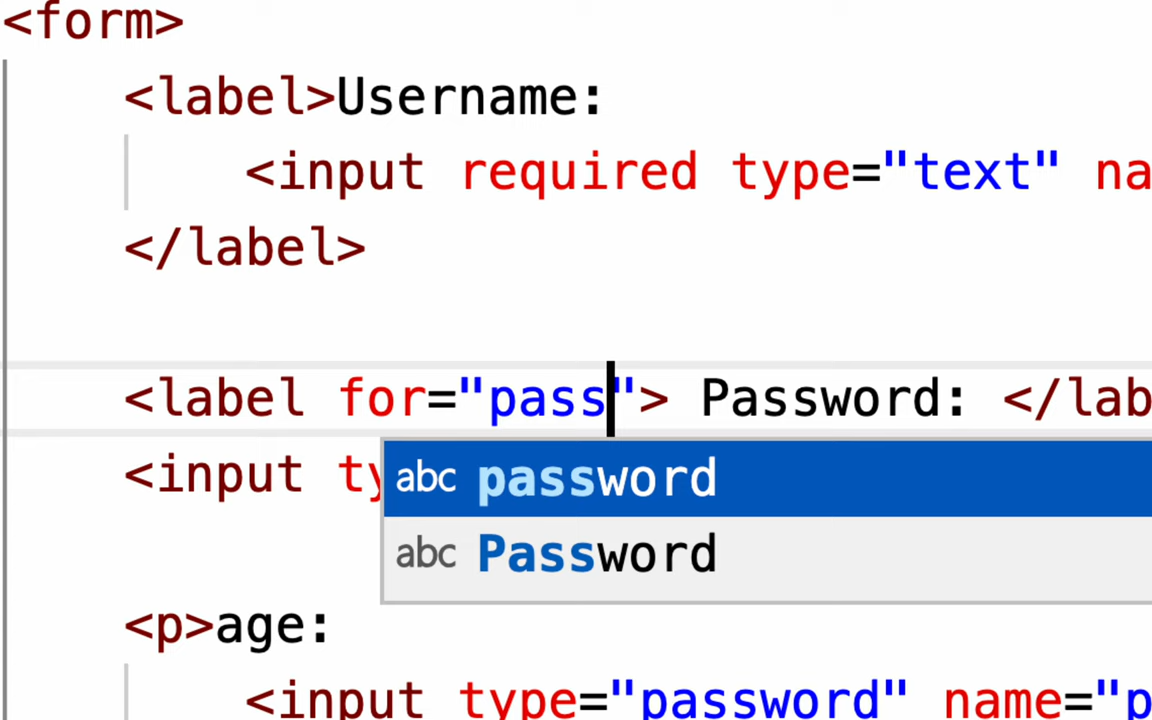 <form>
<label>Username:
<input required type="text" na
</label>
<label for="pass"> Password: </lab
<input ty
abc password
abc Password
<p>age:
<input type="password" name="p